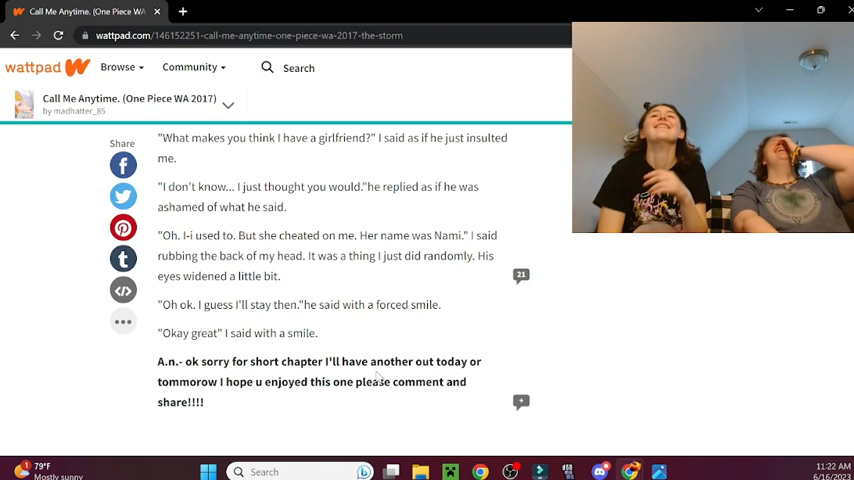 Call Me Anytime. (One Piece WA
wattpad.com/146152251-call-me-anytime-one-piece-wa-2017-the-storm
wattpad Browse Community Search
Call Me Anytime. (One Piece WA 2017)
by madhatter_85
Share
"What makes you think I have a girlfriend?" I said as if he just insulted
me.
"I don't know... I just thought you would."he replied as if he was
ashamed of what he said.
"Oh. I-i used to. But she cheated on me. Her name was Nami." I said
rubbing the back of my head. It was a thing I just did randomly. His
eyes widened a little bit.
21
"Oh ok. I guess I'll stay then."he said with a forced smile.
"Okay great" I said with a smile.
A.n.- ok sorry for short chapter I'll have another out today or
tommorow I hope u enjoyed this one please comment and
share!!!!
+
1
79°F
Mostly sunny
Search
11:22 AM
6/16/2023